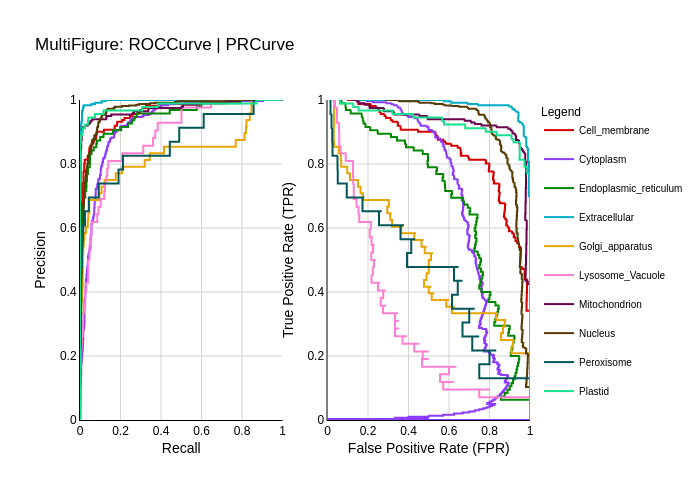 MultiFigure: ROCCurve | PRCurve
Legend
Cell_membrane
Cytoplasm
Endoplasmic_reticulum
Extracellular
Golgi_apparatus
Lysosome_Vacuole
Mitochondrion
Nucleus
Peroxisome
Plastid
Precision
1
0.8
0.6
0.4
0.2
0
0 0.2 0.4 0.6 0.8 1
Recall
True Positive Rate (TPR)
1
0.8
0.6
0.4
0.2
0
0 0.2 0.4 0.6 0.8 1
False Positive Rate (FPR)